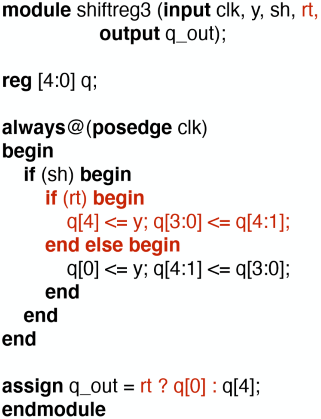 module shiftreg3 (input clk, y, sh, rt,
output q_out);
reg [4:0] q;
always@(posedge clk)
begin
if (sh) begin
if (rt) begin
q[4] <= y; q[3:0] <= q[4:1];
end else begin
q[0] <= y; q[4:1] <= q[3:0];
end
end
end
assign q_out = rt ? q[0] : q[4];
endmodule